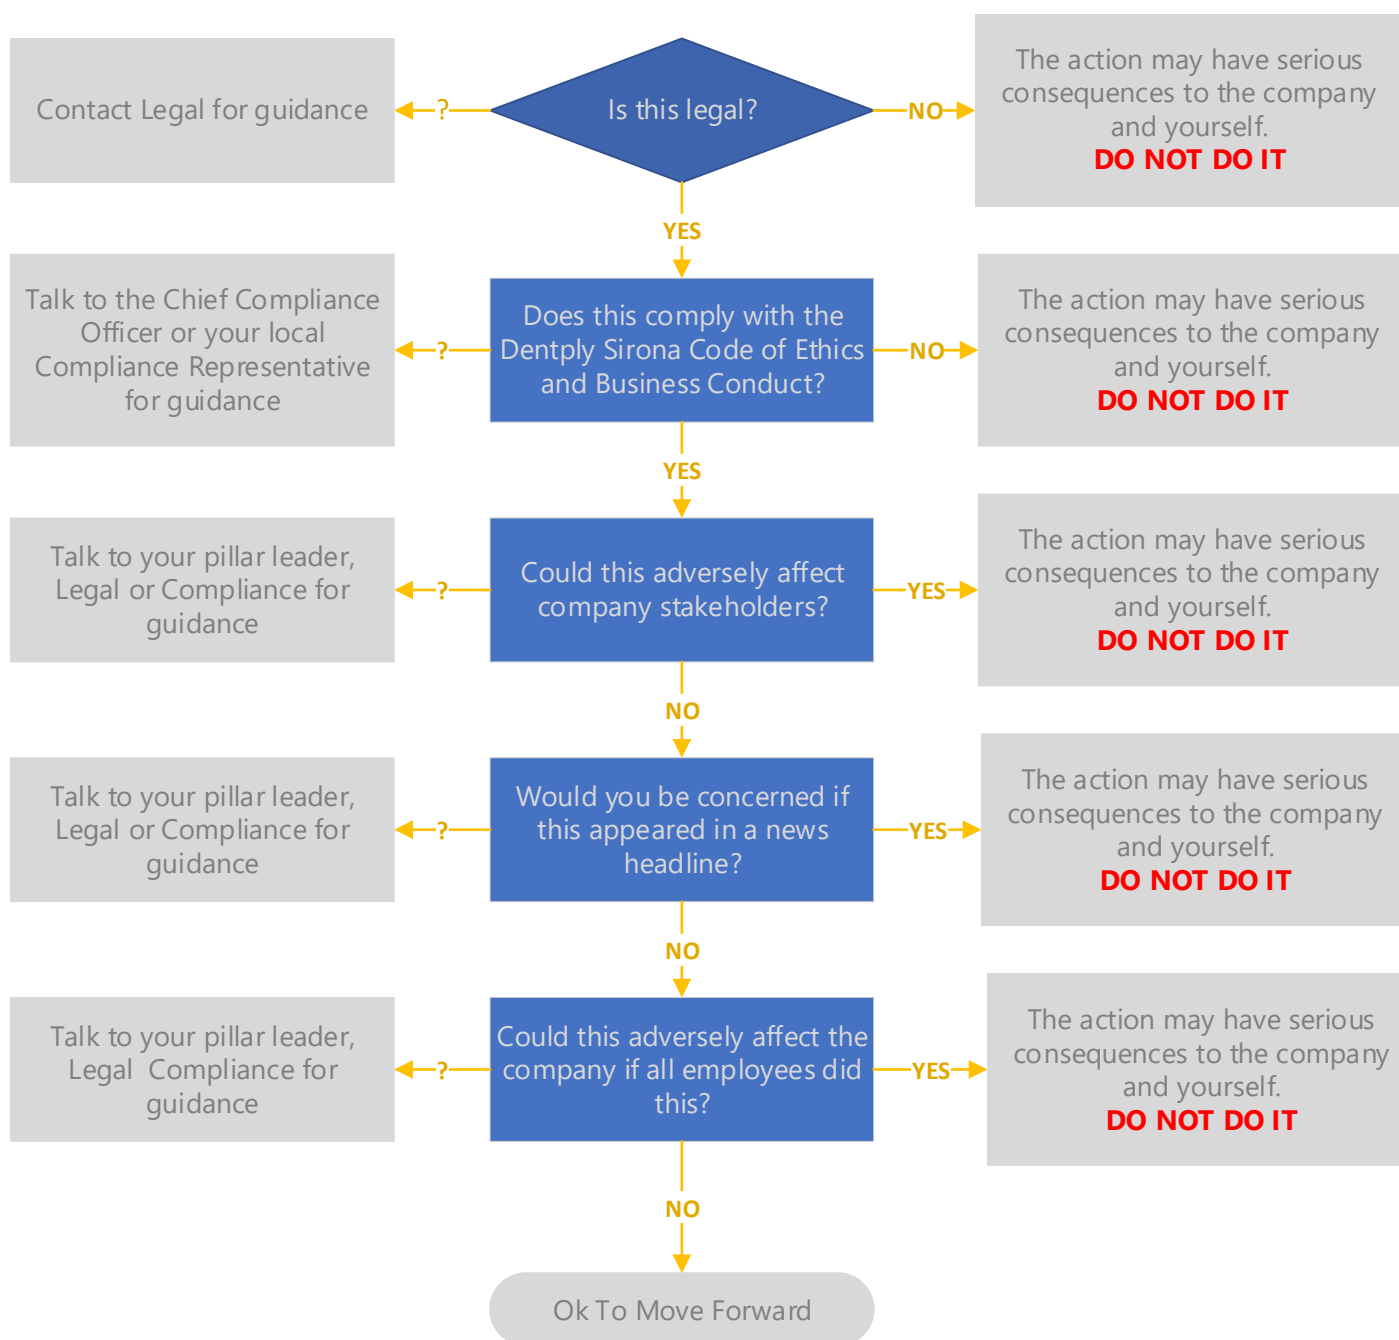 Contact Legal for guidance
?
Is this legal?
NO
The action may have serious
consequences to the company
and yourself.
DO NOT DO IT
YES
Talk to the Chief Compliance
Officer or your local
Compliance Representative
for guidance
?
Does this comply with the
Dentply Sirona Code of Ethics
and Business Conduct?
NO
The action may have serious
consequences to the company
and yourself.
DO NOT DO IT
YES
Talk to your pillar leader,
Legal or Compliance for
guidance
?
Could this adversely affect
company stakeholders?
YES
The action may have serious
consequences to the company
and yourself.
DO NOT DO IT
NO
Talk to your pillar leader,
Legal or Compliance for
guidance
?
Would you be concerned if
this appeared in a news
headline?
YES
The action may have serious
consequences to the company
and yourself.
DO NOT DO IT
NO
Talk to your pillar leader,
Legal  Compliance for
guidance
?
Could this adversely affect the
company if all employees did
this?
YES
The action may have serious
consequences to the company
and yourself.
DO NOT DO IT
NO
Ok To Move Forward